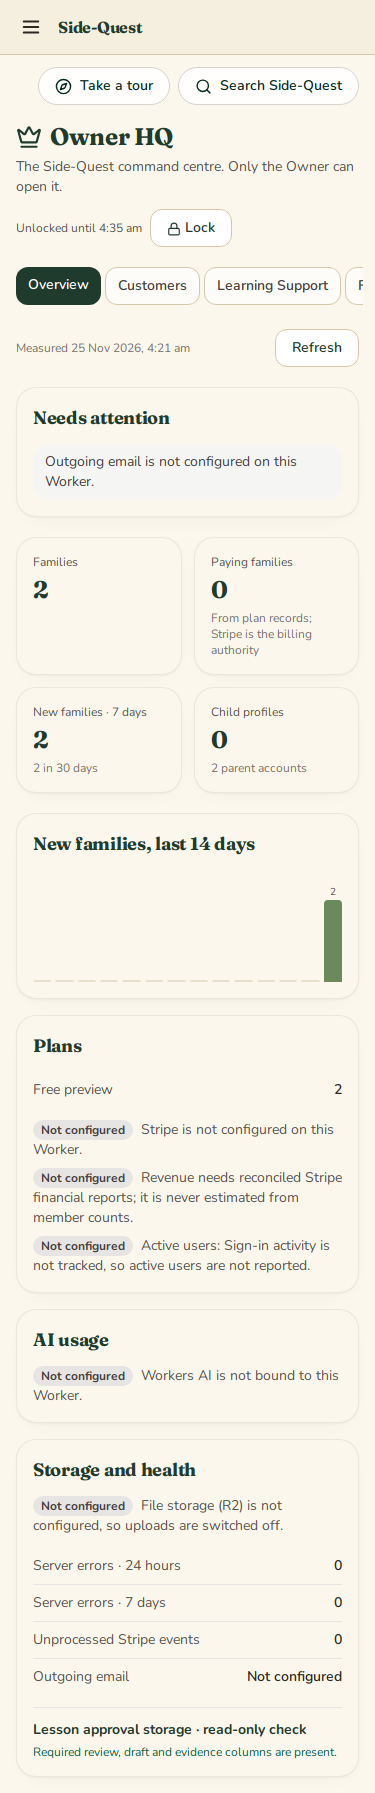 Side-Quest
Take a tour
Search Side-Quest
Owner HQ
The Side-Quest command centre. Only the Owner can
open it.
Unlocked until 4:35 am
Lock
Overview
Customers
Learning Support
Measured 25 Nov 2026, 4:21 am
Refresh
Needs attention
Outgoing email is not configured on this
Worker.
Families
2
Paying families
0
From plan records;
Stripe is the billing
authority
New families · 7 days
2
2 in 30 days
Child profiles
0
2 parent accounts
New families, last 14 days
2
Plans
Free preview 2
Not configured Stripe is not configured on this
Worker.
Not configured Revenue needs reconciled Stripe
financial reports; it is never estimated from
member counts.
Not configured Active users: Sign-in activity is
not tracked, so active users are not reported.
AI usage
Not configured Workers AI is not bound to this
Worker.
Storage and health
Not configured File storage (R2) is not
configured, so uploads are switched off.
Server errors · 24 hours 0
Server errors · 7 days 0
Unprocessed Stripe events 0
Outgoing email Not configured
Lesson approval storage · read-only check
Required review, draft and evidence columns are present.